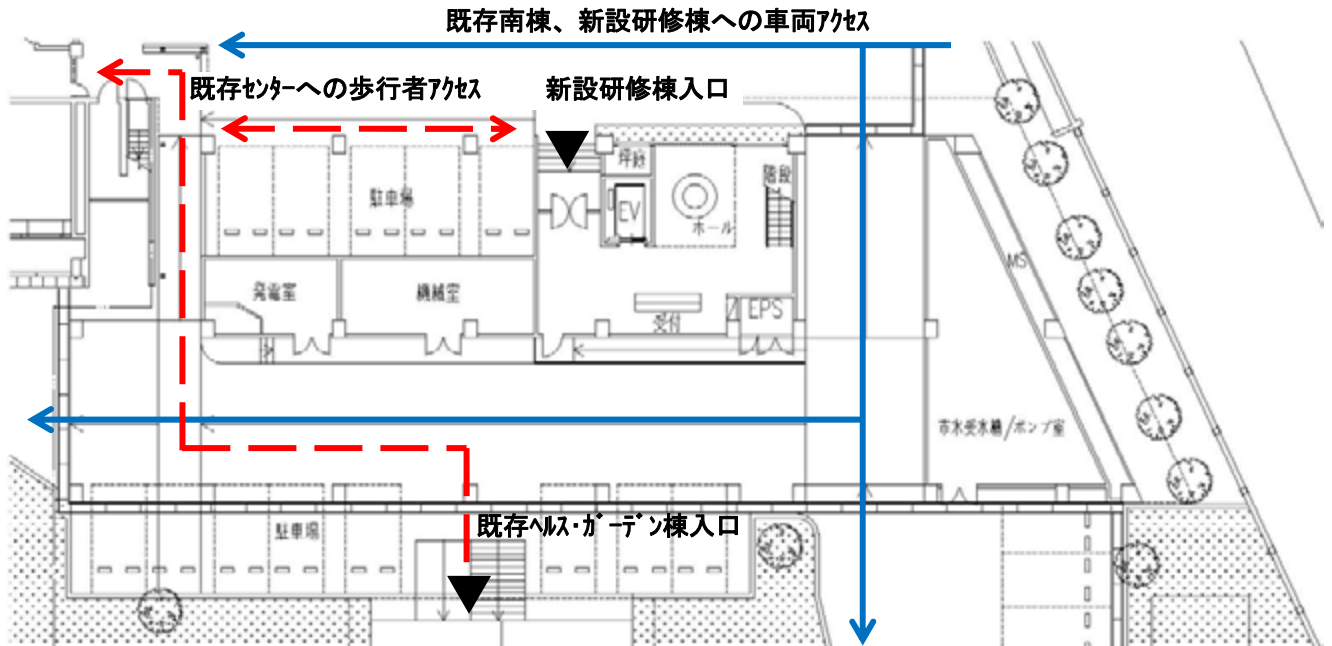 既存南棟、新設研修棟への車両アクセス
既存センターへの歩行者アクセス
新設研修棟入口
坪庭
階段
駐車場
EV
ホール
MS
発電室
機械室
受付
EPS
市水受水槽/ポンプ室
駐車場
既存ヘルス・ガーデン棟入口